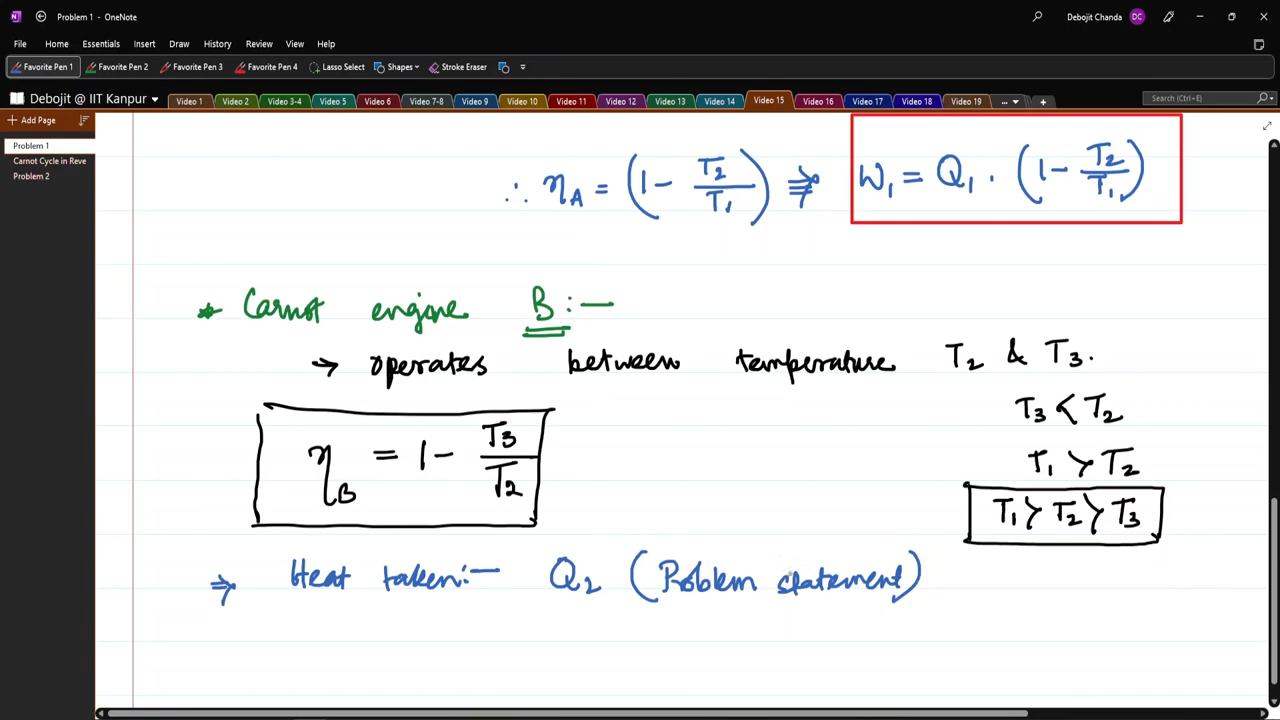 Problem 1 - OneNote
Debojit Chanda DC
File Home Essentials Insert Draw History Review View Help
Favorite Pen 1 Favorite Pen 2 Favorite Pen 3 Favorite Pen 4 Lasso Select Shapes Stroke Eraser
Debojit @ IIT Kanpur Video 1 Video 2 Video 3-4 Video 5 Video 6 Video 7-8 Video 9 Video 10 Video 11 Video 12 Video 13 Video 14 Video 15 Video 16 Video 17 Video 18 Video 19 ... + Search (Ctrl+E)
+ Add Page
Problem 1
Carnot Cycle in Reve
Problem 2
∴ η_A = (1 - T₂/T₁) ⇒ W₁ = Q₁ · (1 - T₂/T₁)
* Carnot engine B :—
→ operates between temperature T₂ & T₃.
T₃ < T₂
T₁ > T₂
η_B = 1 - T₃/T₂
T₁ > T₂ > T₃
⇒ Heat taken:— Q₂ (Problem statement)